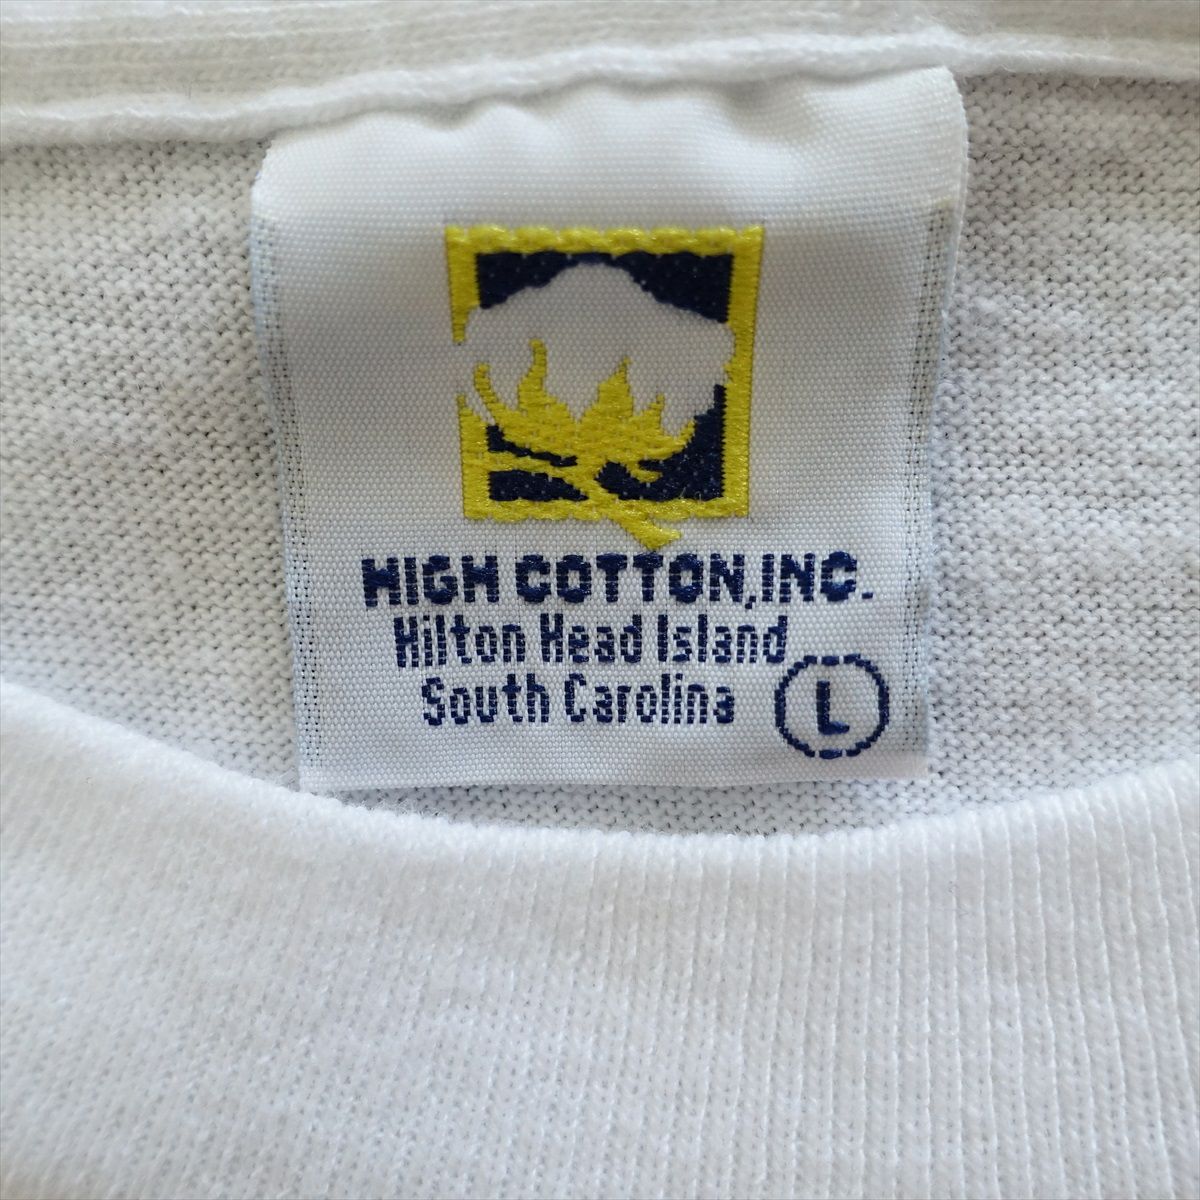 HIGH COTTON, INC.
Hilton Head Island
South Carolina
L